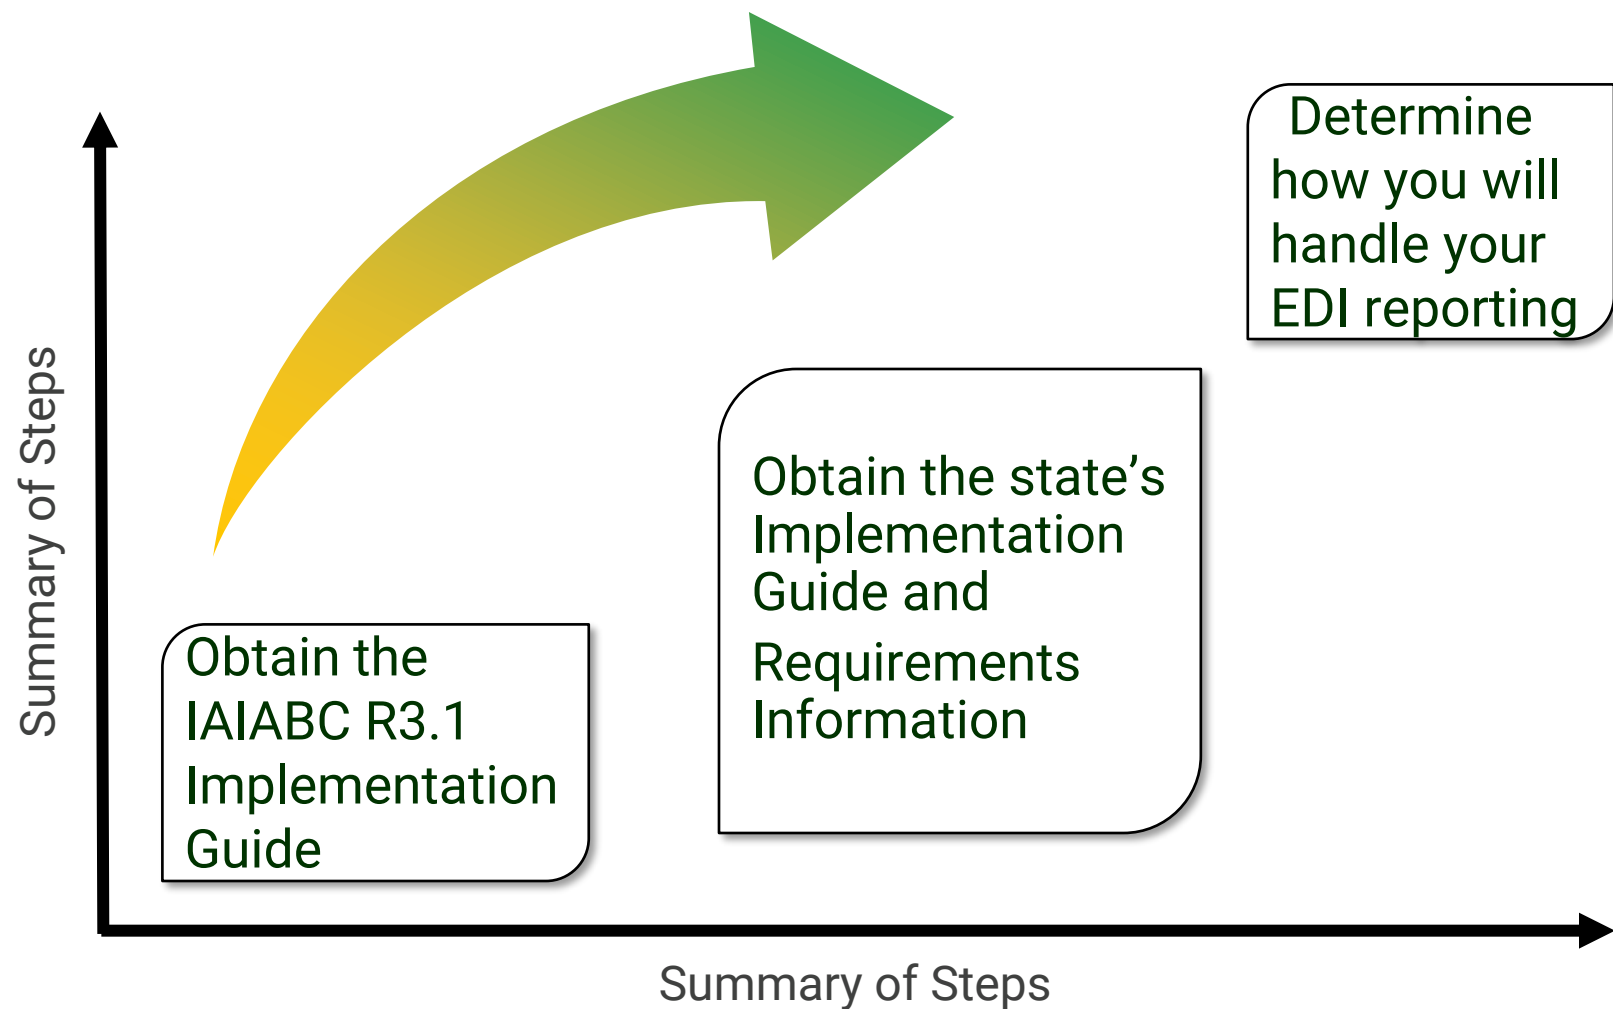 Summary of Steps
Obtain the
IAIABC R3.1
Implementation
Guide
Obtain the state’s
Implementation
Guide and
Requirements
Information
Determine
how you will
handle your
EDI reporting
Summary of Steps